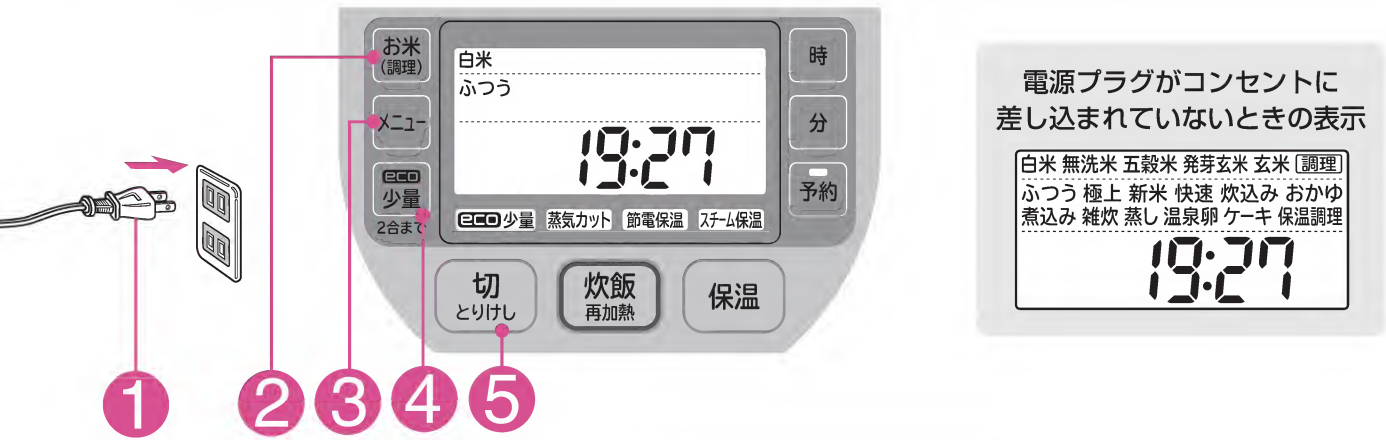 お米
(調理)
メニュー
eco
少量
2合まで
白米
ふつう
19:27
eco少量 蒸気カット 節電保温 スチーム保温
時
分
予約
切
とりけし
炊飯
再加熱
保温
1
2
3
4
5
電源プラグがコンセントに
差し込まれていないときの表示
白米 無洗米 五穀米 発芽玄米 玄米 調理
ふつう 極上 新米 快速 炊込み おかゆ
煮込み 雑炊 蒸し 温泉卵 ケーキ 保温調理
19:27